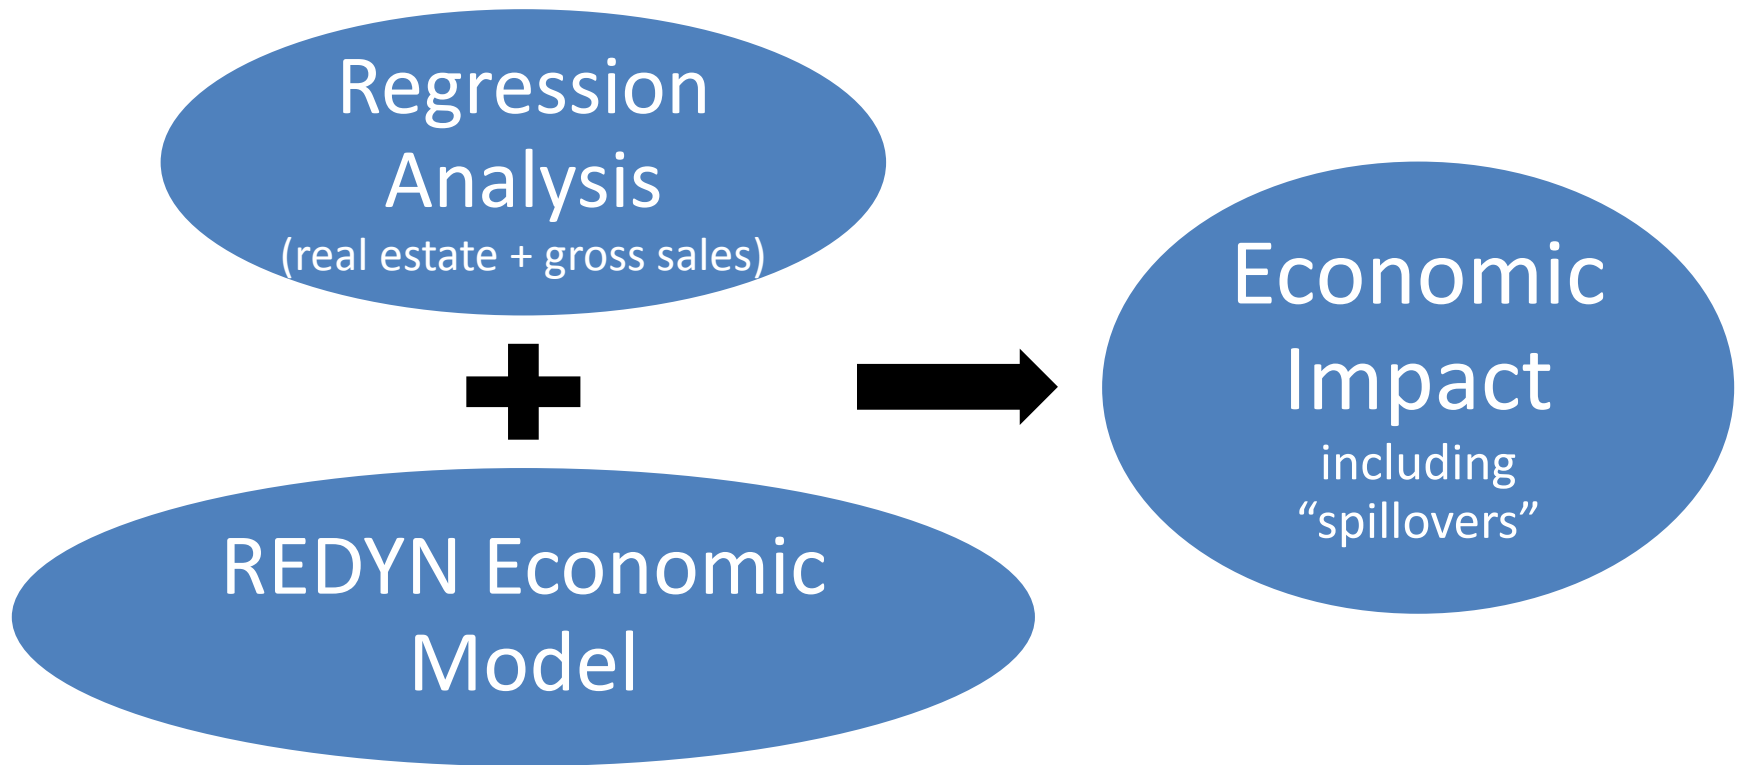 Regression
Analysis
(real estate + gross sales)
REDYN Economic
Model
Economic
Impact
including
“spillovers”